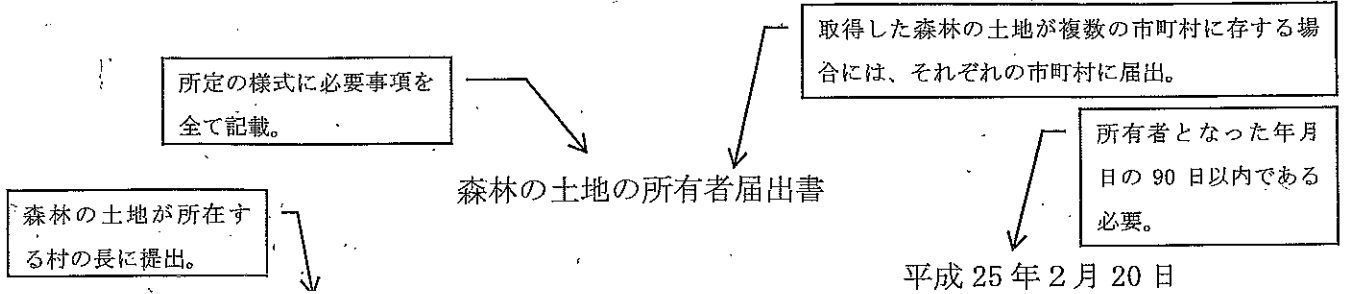 取得した森林の土地が複数の市町村に存する場
合には、それぞれの市町村に届出。
所定の様式に必要事項を
全て記載。
所有者となった年月
日の 90 日以内である
必要。
森林の土地の所有者届出書
森林の土地が所在す
る村の長に提出。
平成 25 年 2 月 20 日